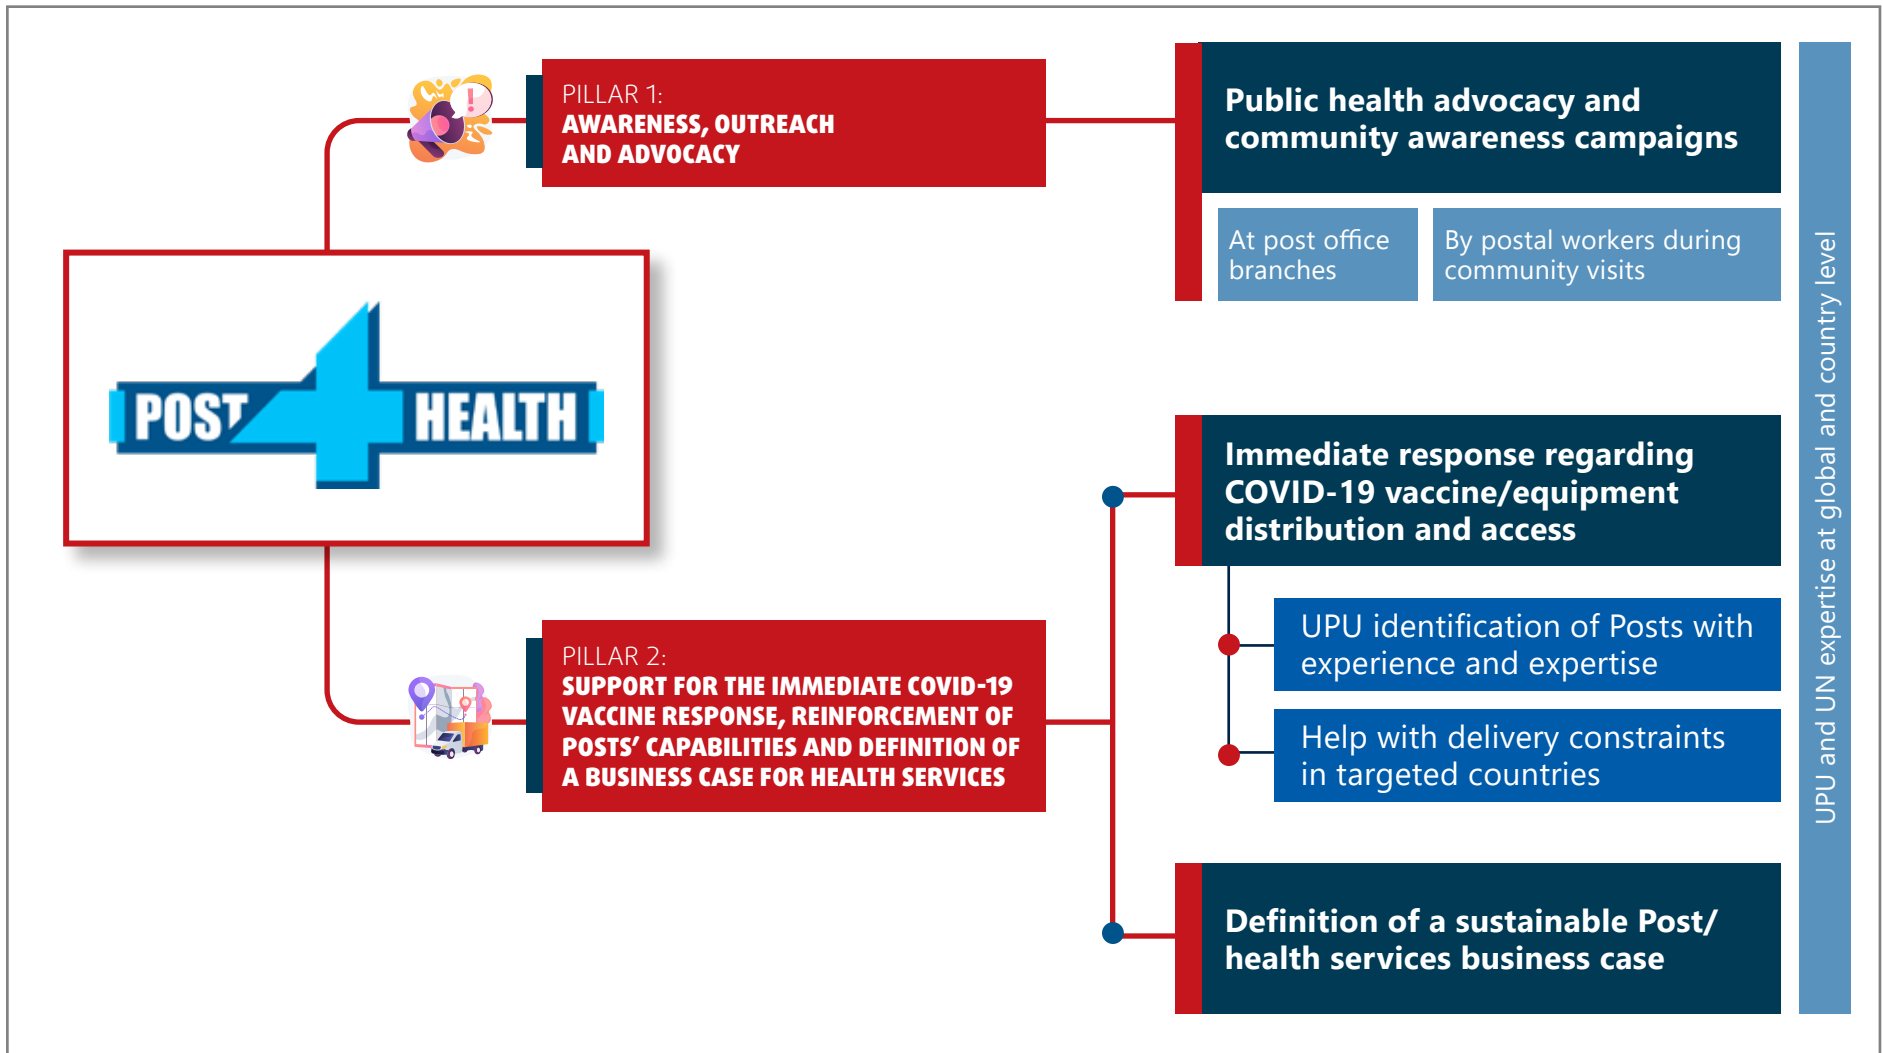 POST 4 HEALTH
PILLAR 1:
AWARENESS, OUTREACH
AND ADVOCACY
Public health advocacy and
community awareness campaigns
At post office
branches
By postal workers during
community visits
PILLAR 2:
SUPPORT FOR THE IMMEDIATE COVID-19
VACCINE RESPONSE, REINFORCEMENT OF
POSTS' CAPABILITIES AND DEFINITION OF
A BUSINESS CASE FOR HEALTH SERVICES
Immediate response regarding
COVID-19 vaccine/equipment
distribution and access
UPU identification of Posts with
experience and expertise
Help with delivery constraints
in targeted countries
Definition of a sustainable Post/
health services business case
UPU and UN expertise at global and country level